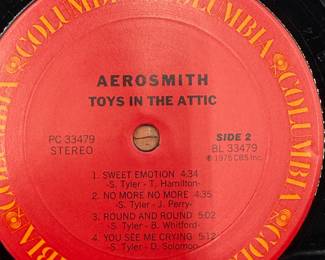 COLUMBIA COLUMBIA COLUMBIA COLUMBIA
AEROSMITH
TOYS IN THE ATTIC
PC 33479
STEREO
SIDE 2
BL 33479
℗ 1975 CBS Inc.
1. SWEET EMOTION 4:34
-S. Tyler - T. Hamilton-
2. NO MORE NO MORE 4:35
-S. Tyler - J. Perry-
3. ROUND AND ROUND 5:02
-S. Tyler - B. Whitford-
4. YOU SEE ME CRYING 5:12
-S. Tyler - D. Solomon-